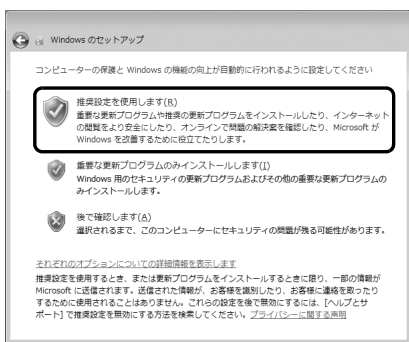 Windows のセットアップ
コンピューターの保護と Windows の機能の向上が自動的に行われるように設定してください
推奨設定を使用します(R)
重要な更新プログラムや推奨の更新プログラムをインストールしたり、インターネット
の閲覧をより安全にしたり、オンラインで問題の解決策を確認したり、Microsoft が
Windows を改善するために役立てたりします。
重要な更新プログラムのみインストールします(I)
Windows 用のセキュリティの更新プログラムおよびその他の重要な更新プログラムの
みインストールします。
後で確認します(A)
選択されるまで、このコンピューターにセキュリティの問題が残る可能性があります。
それぞれのオプションについての詳細情報を表示します
推奨設定を使用するとき、または更新プログラムをインストールするときに限り、一部の情報が
Microsoft に送信されます。送信された情報が、お客様を識別したり、お客様に連絡を取ったり
するために使用されることはありません。これらの設定を後で無効にするには、[ヘルプとサ
ポート] で推奨設定を無効にする方法を検索してください。プライバシーに関する声明